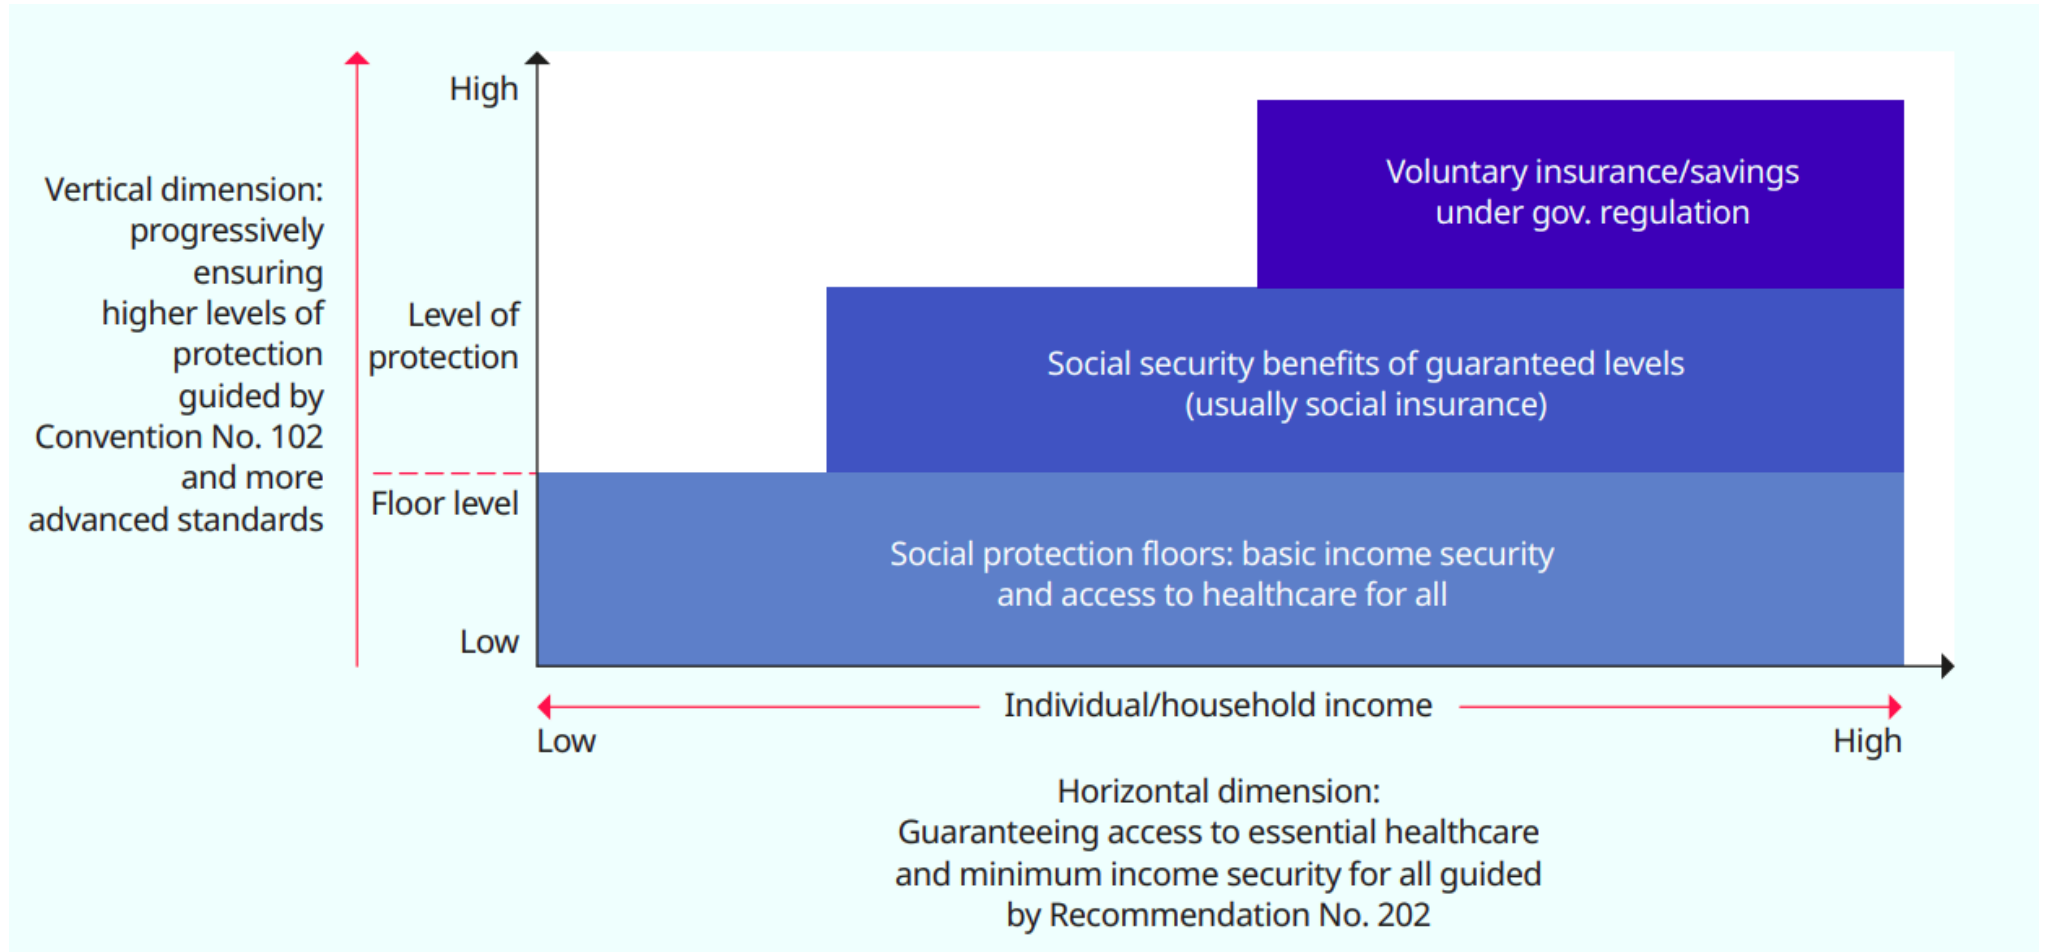 Vertical dimension:
progressively
ensuring
higher levels of
protection
guided by
Convention No. 102
and more
advanced standards
High
Level of
protection
Floor level
Low
Voluntary insurance/savings
under gov. regulation
Social security benefits of guaranteed levels
(usually social insurance)
Social protection floors: basic income security
and access to healthcare for all
Individual/household income
Low
High
Horizontal dimension:
Guaranteeing access to essential healthcare
and minimum income security for all guided
by Recommendation No. 202